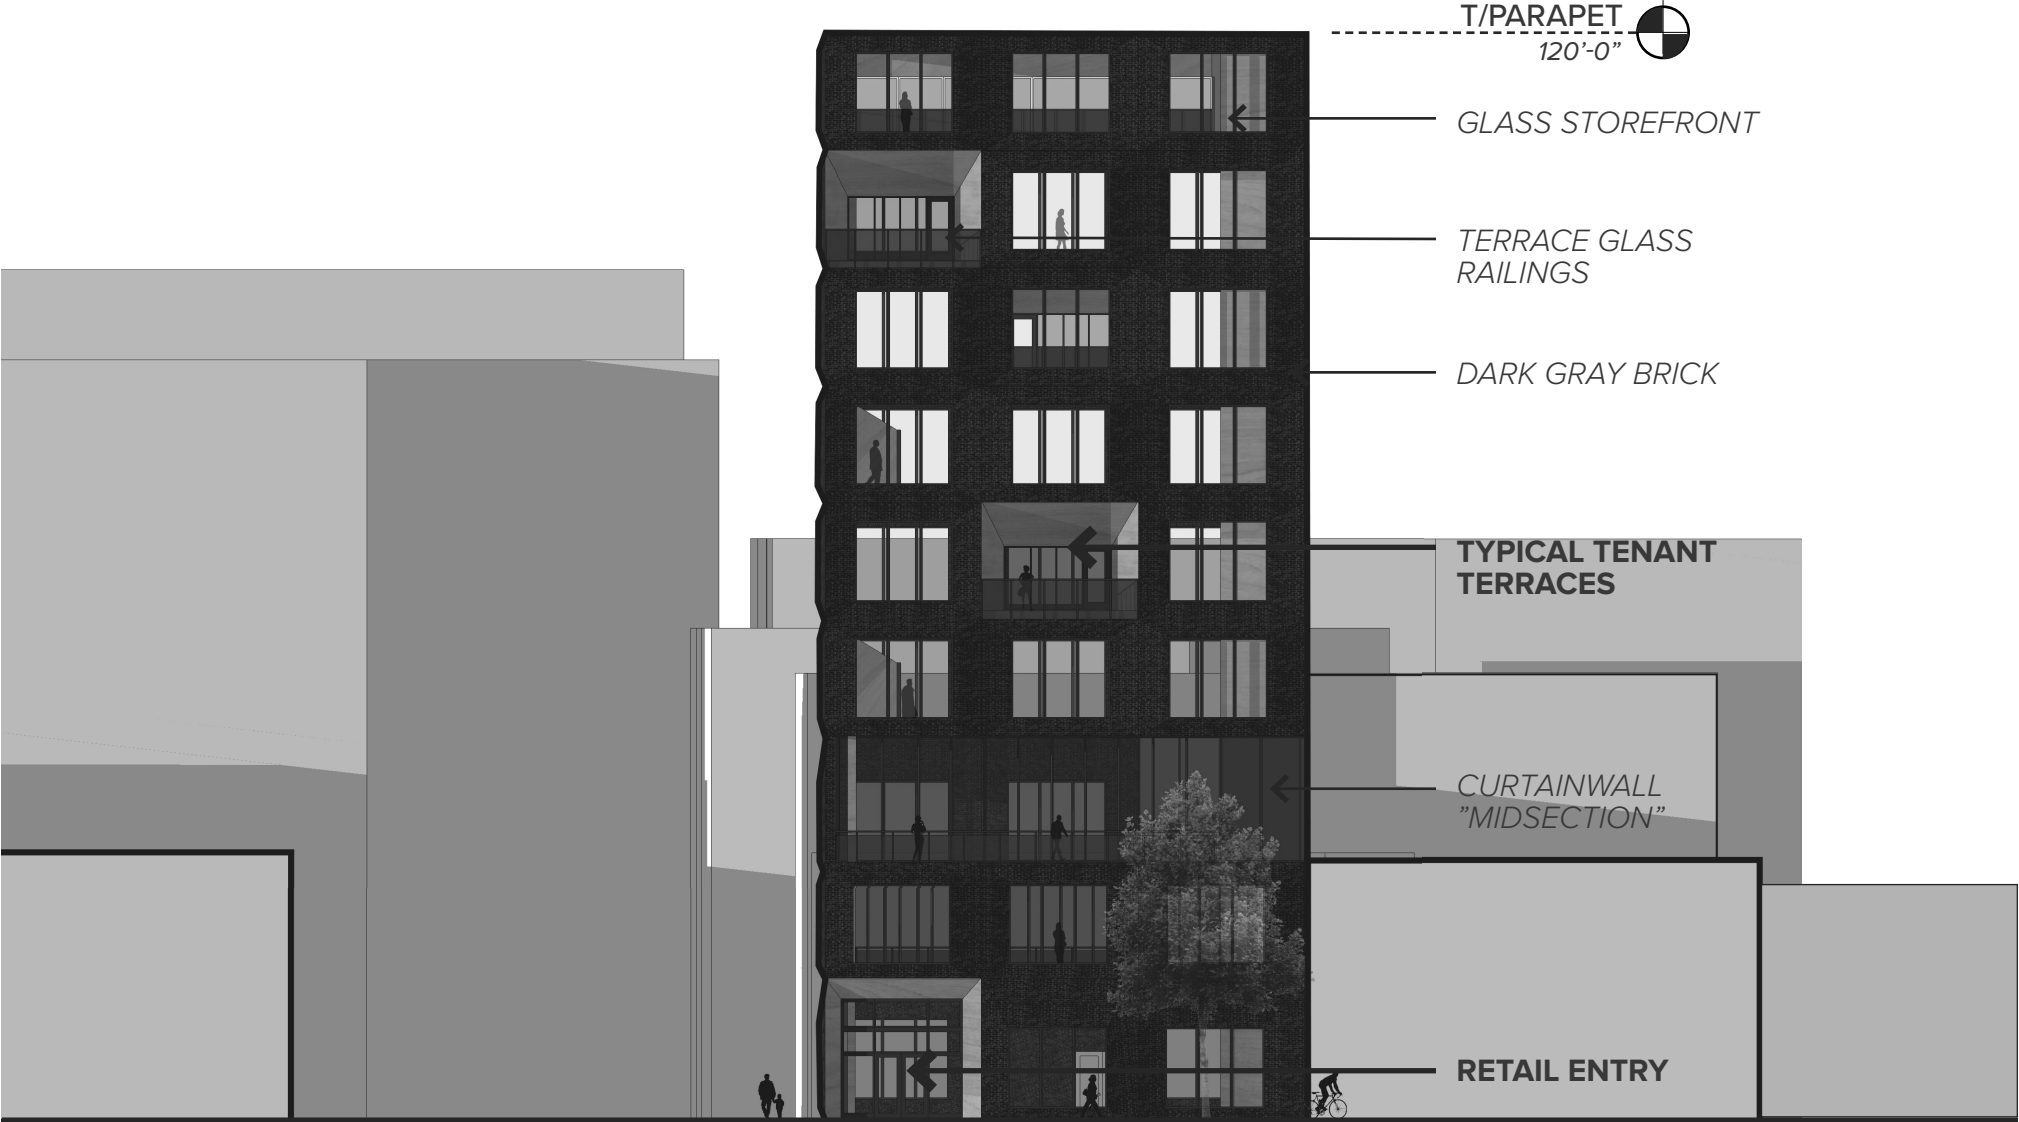 T/PARAPET
120'-0”
GLASS STOREFRONT
TERRACE GLASS
RAILINGS
DARK GRAY BRICK
TYPICAL TENANT
TERRACES
CURTAINWALL
”MIDSECTION”
RETAIL ENTRY